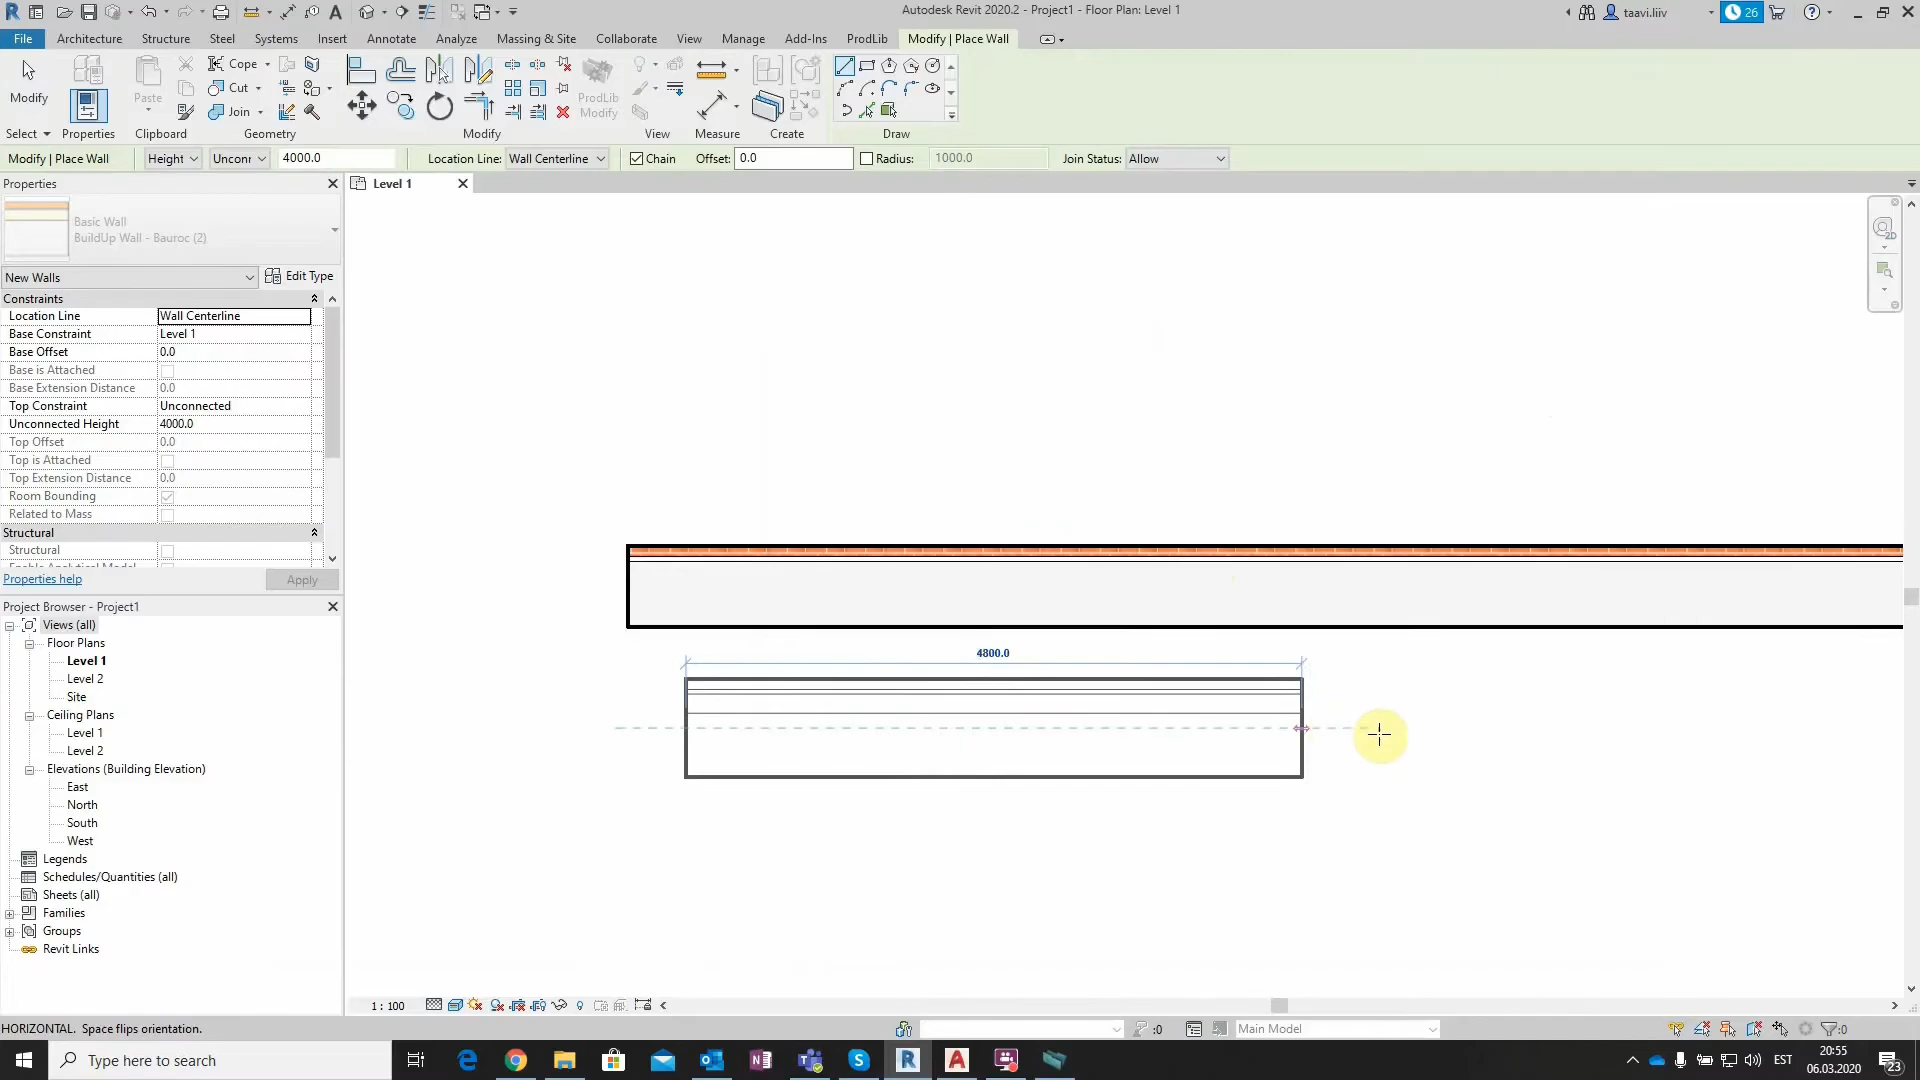 Autodesk Revit 2020.2 - Project1 - Floor Plan: Level 1
taavi.liiv
26
File
Architecture
Structure
Steel
Systems
Insert
Annotate
Analyze
Massing & Site
Collaborate
View
Manage
Add-Ins
ProdLib
Modify | Place Wall
Modify
Paste
Cope
Cut
Join
ProdLib
Modify
Select
Properties
Clipboard
Geometry
Modify
View
Measure
Create
Draw
Modify | Place Wall
Height
Unconr
4000.0
Location Line:
Wall Centerline
Chain
Offset:
0.0
Radius:
1000.0
Join Status:
Allow
Properties
Level 1
Basic Wall
BuildUp Wall - Bauroc (2)
New Walls
Edit Type
Constraints
Location Line
Wall Centerline
Base Constraint
Level 1
Base Offset
0.0
Base is Attached
Base Extension Distance
0.0
Top Constraint
Unconnected
Unconnected Height
4000.0
Top Offset
0.0
Top is Attached
Top Extension Distance
0.0
Room Bounding
Related to Mass
Structural
Structural
Properties help
Apply
Project Browser - Project1
Views (all)
Floor Plans
Level 1
Level 2
Site
Ceiling Plans
Level 1
Level 2
Elevations (Building Elevation)
East
North
South
West
Legends
Schedules/Quantities (all)
Sheets (all)
Families
Groups
Revit Links
4800.0
2D
1 : 100
HORIZONTAL. Space flips orientation.
:0
Main Model
:0
Type here to search
EST
20:55
06.03.2020
23